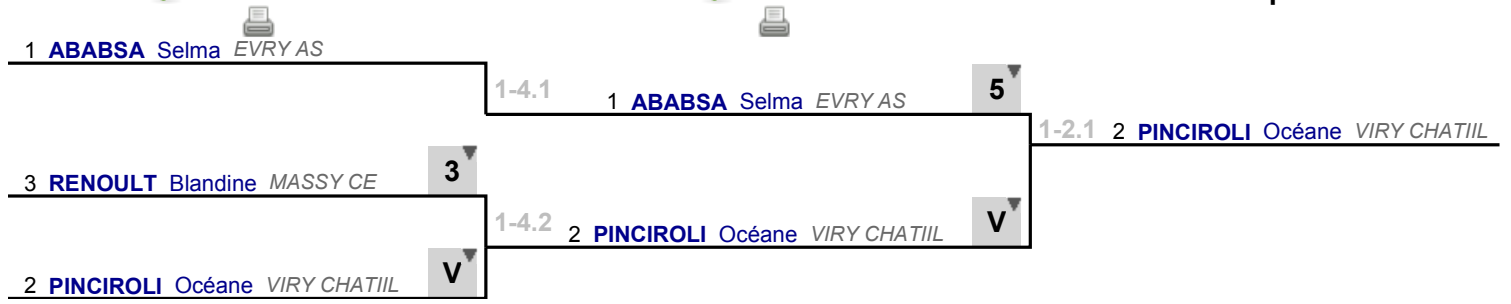 1 ABABSA Selma EVRY AS
1-4.1
1 ABABSA Selma EVRY AS
5
1-2.1 2 PINCIROLI Océane VIRY CHATIIL
3 RENOULT Blandine MASSY CE
3
1-4.2
2 PINCIROLI Océane VIRY CHATIIL
V
2 PINCIROLI Océane VIRY CHATIIL
V